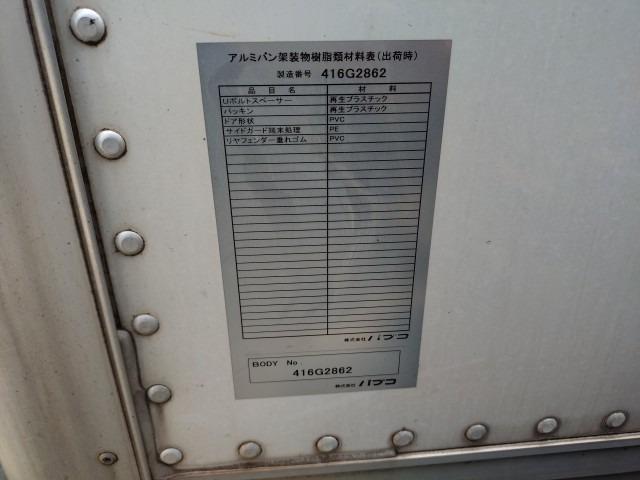 アルミバン架装物樹脂類材料表(出荷時)
製造番号 416G2862
品目名 材料
Uボルトスペーサー 再生プラスチック
パッキン 再生プラスチック
ドア形状 PVC
サイドガード端末処理 PE
リヤフェンダー垂れゴム PVC
株式会社 パブコ
BODY No.
416G2862
株式会社 パブコ